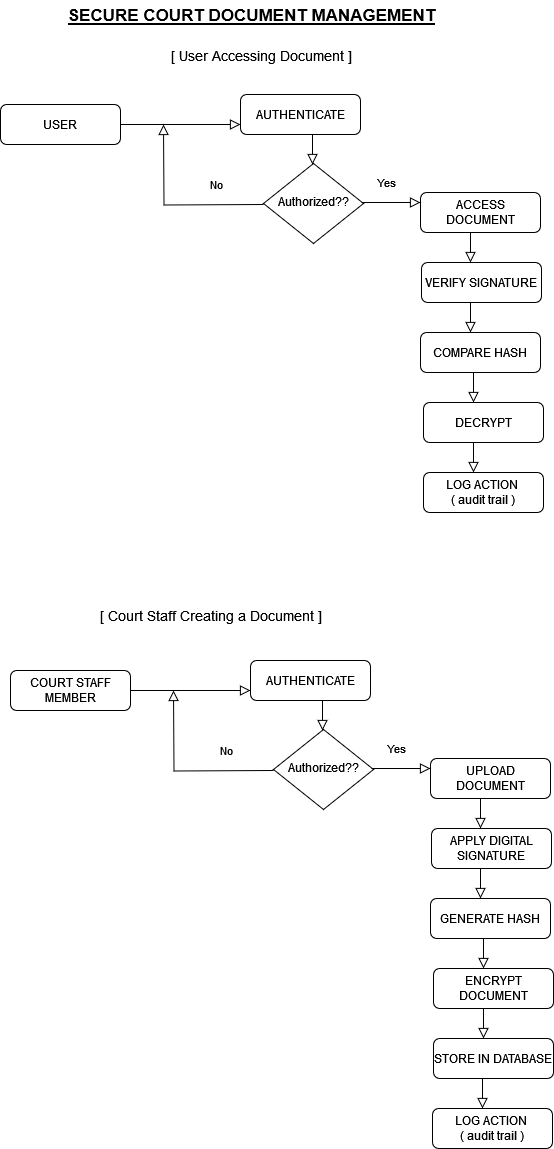 SECURE COURT DOCUMENT MANAGEMENT
[ User Accessing Document ]
USER
AUTHENTICATE
Authorized??
No
Yes
ACCESS
DOCUMENT
VERIFY SIGNATURE
COMPARE HASH
DECRYPT
LOG ACTION
( audit trail )
[ Court Staff Creating a Document ]
COURT STAFF
MEMBER
AUTHENTICATE
Authorized??
No
Yes
UPLOAD
DOCUMENT
APPLY DIGITAL
SIGNATURE
GENERATE HASH
ENCRYPT
DOCUMENT
STORE IN DATABASE
LOG ACTION
( audit trail )